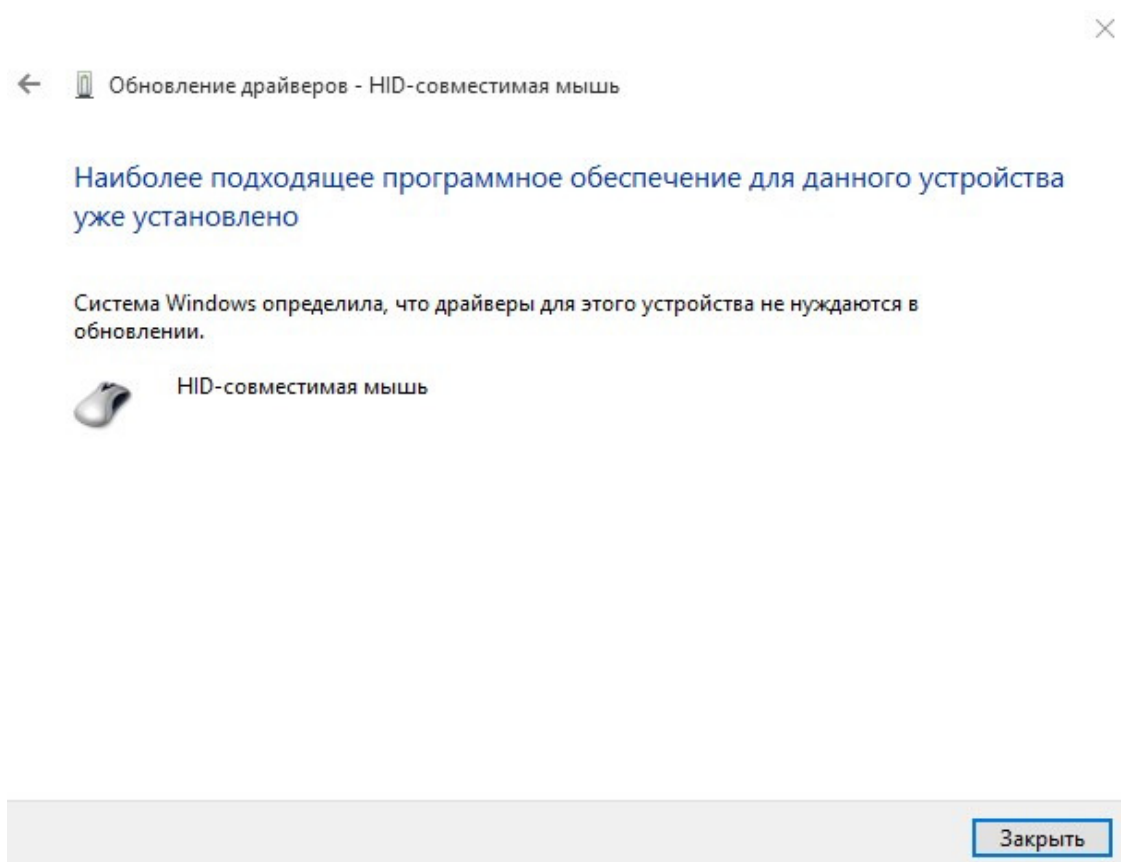 Обновление драйверов - HID-совместимая мышь
Наиболее подходящее программное обеспечение для данного устройства
уже установлено
Система Windows определила, что драйверы для этого устройства не нуждаются в
обновлении.
HID-совместимая мышь
Закрыть